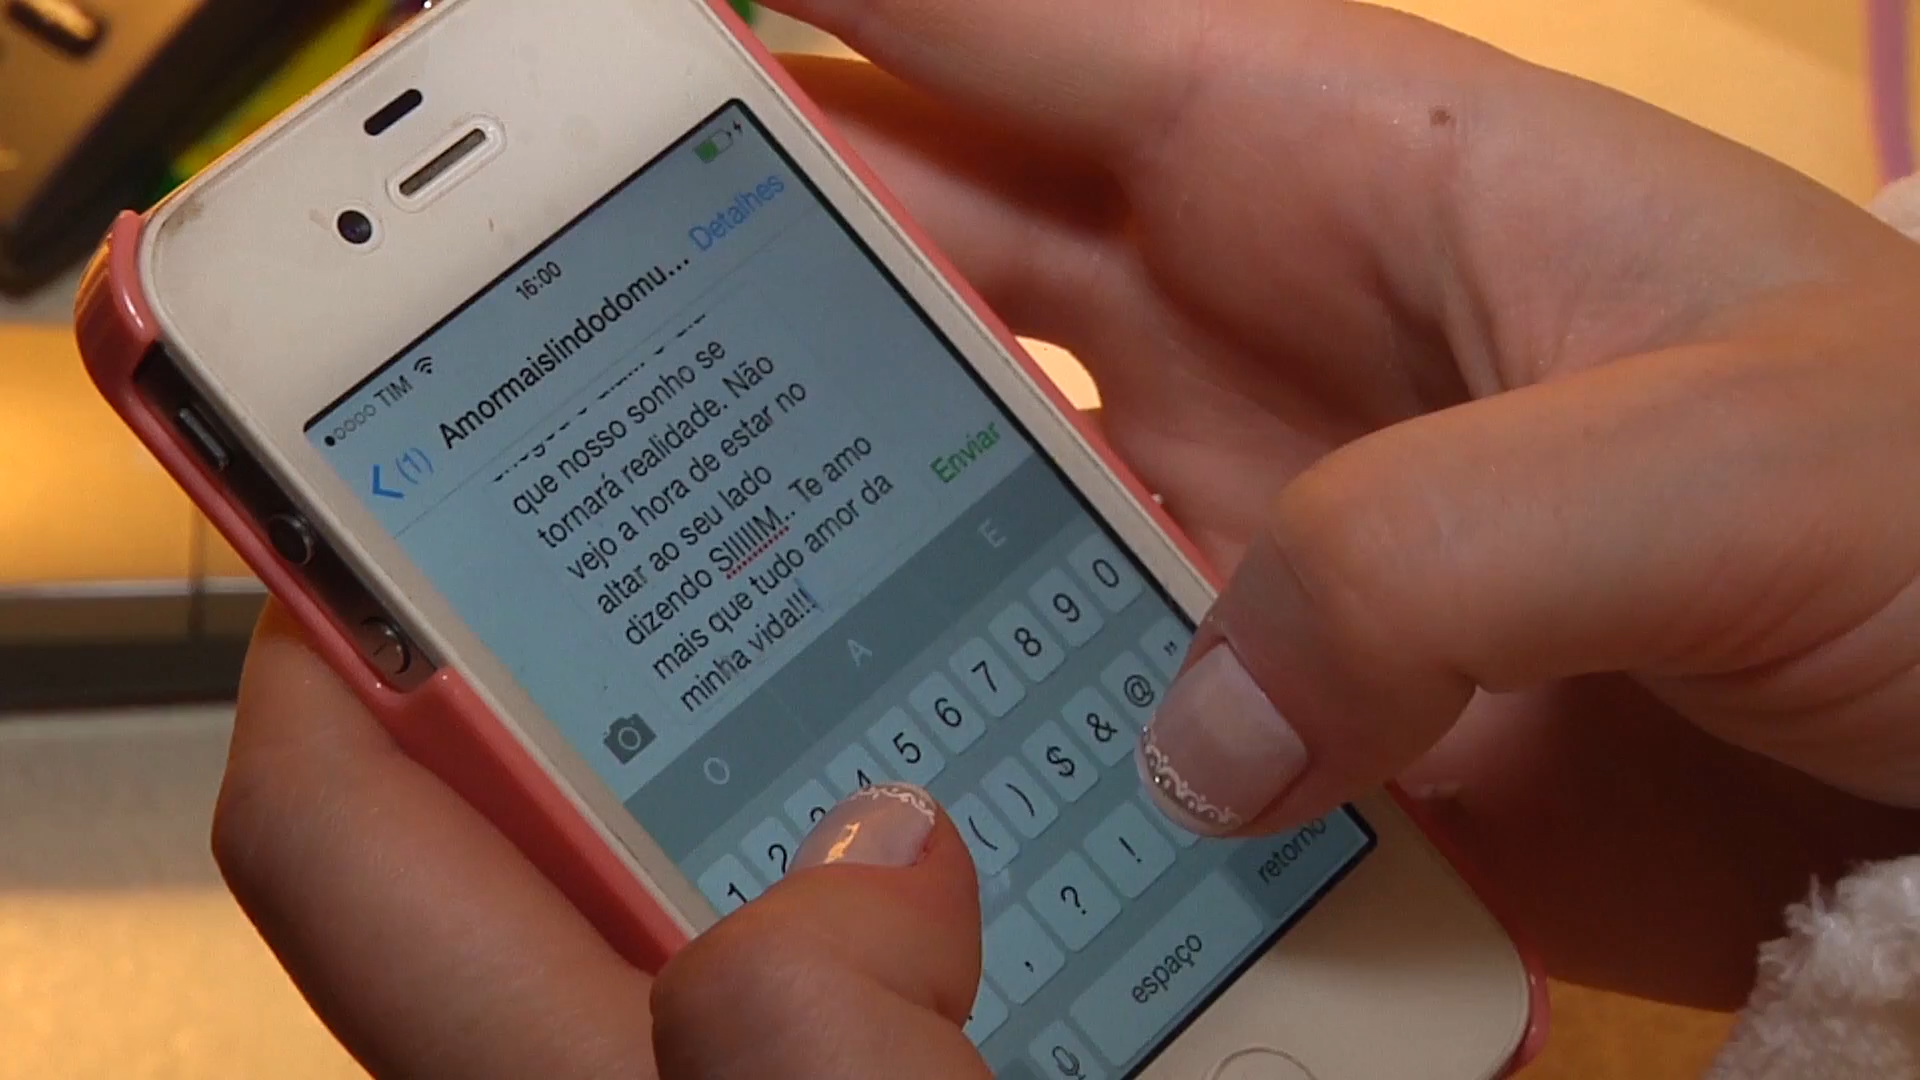 TIM 16:00
(1) Amormaislindodomu... Detalhes
que nosso sonho se
tornará realidade. Não
vejo a hora de estar no
altar ao seu lado
dizendo SIIIIIM.. Te amo
mais que tudo amor da
minha vida!!!
Enviar
O A E
1 2 3 4 5 6 7 8 9 0
( ) $ & @ "
, ? !
espaço retorno